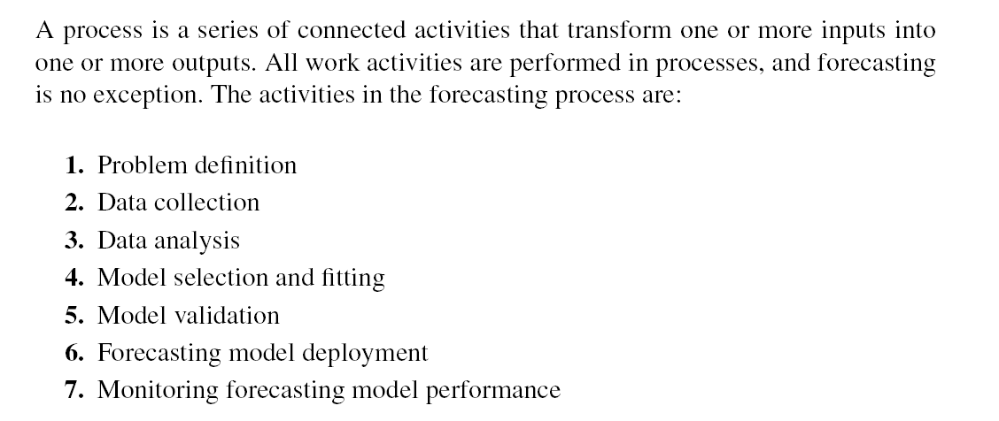 A process is a series of connected activities that transform one or more inputs into
one or more outputs. All work activities are performed in processes, and forecasting
is no exception. The activities in the forecasting process are:
1. Problem definition
2. Data collection
3. Data analysis
4. Model selection and fitting
5. Model validation
6. Forecasting model deployment
7. Monitoring forecasting model performance